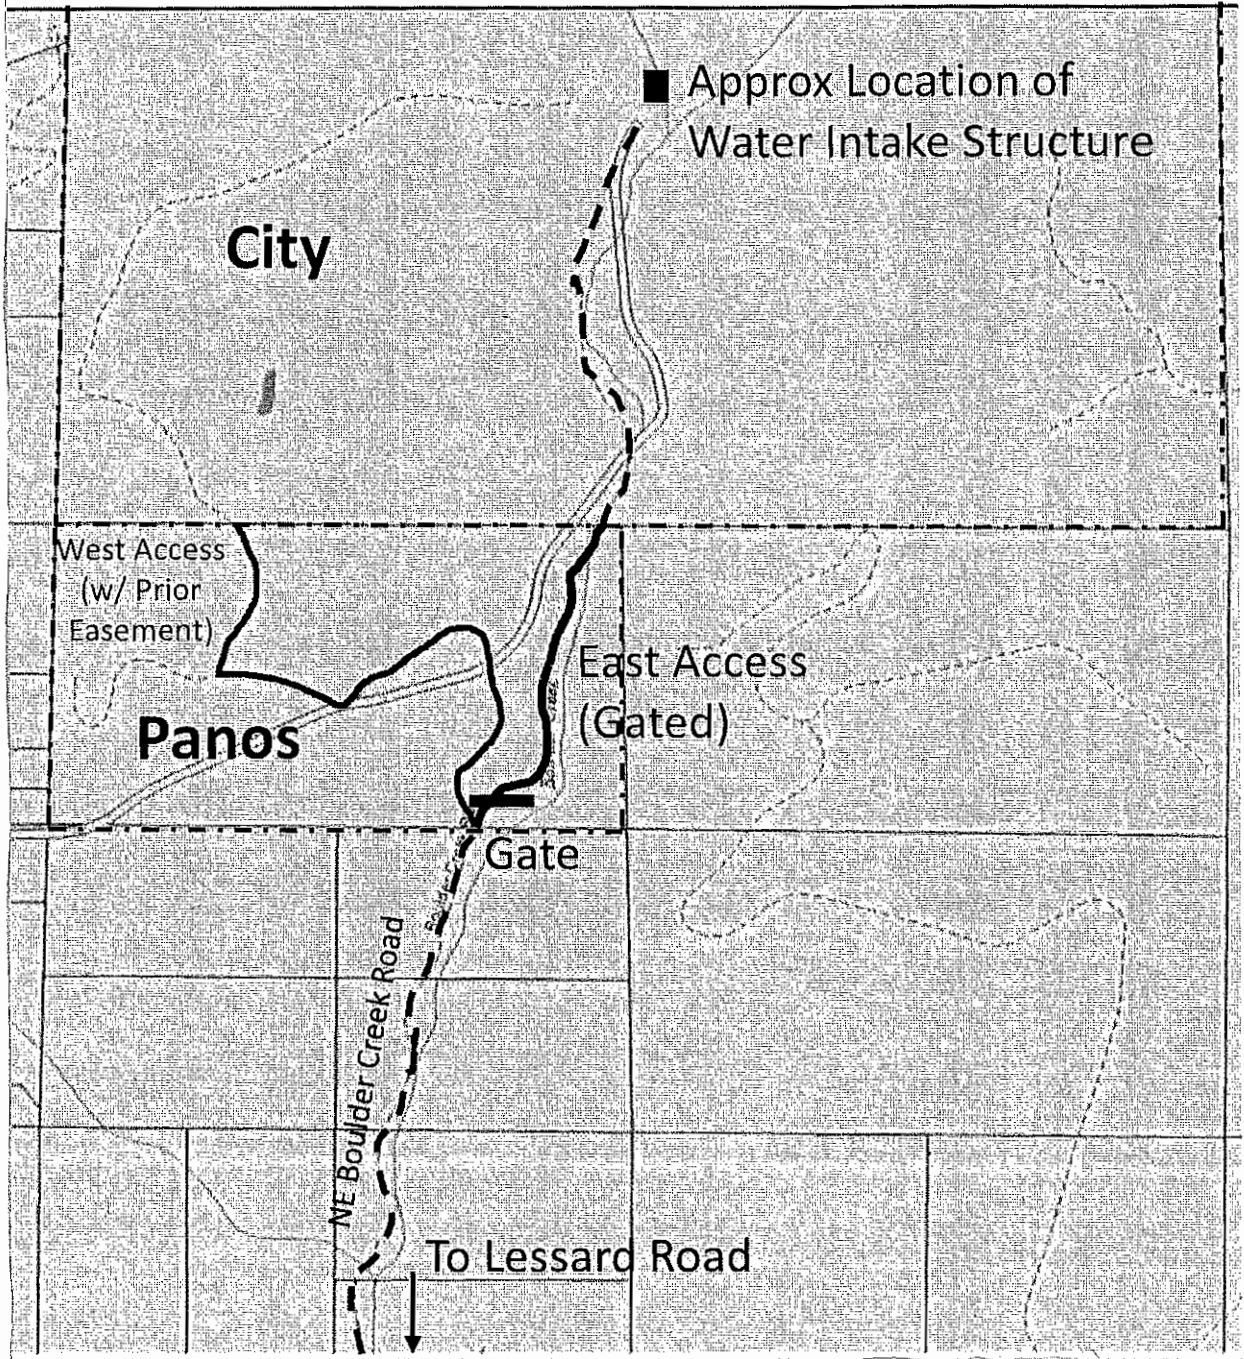 Approx Location of
Water Intake Structure
City
West Access
(w/ Prior
Easement)
East Access
(Gated)
Panos
Gate
NE Boulder Creek Road
To Lessard Road